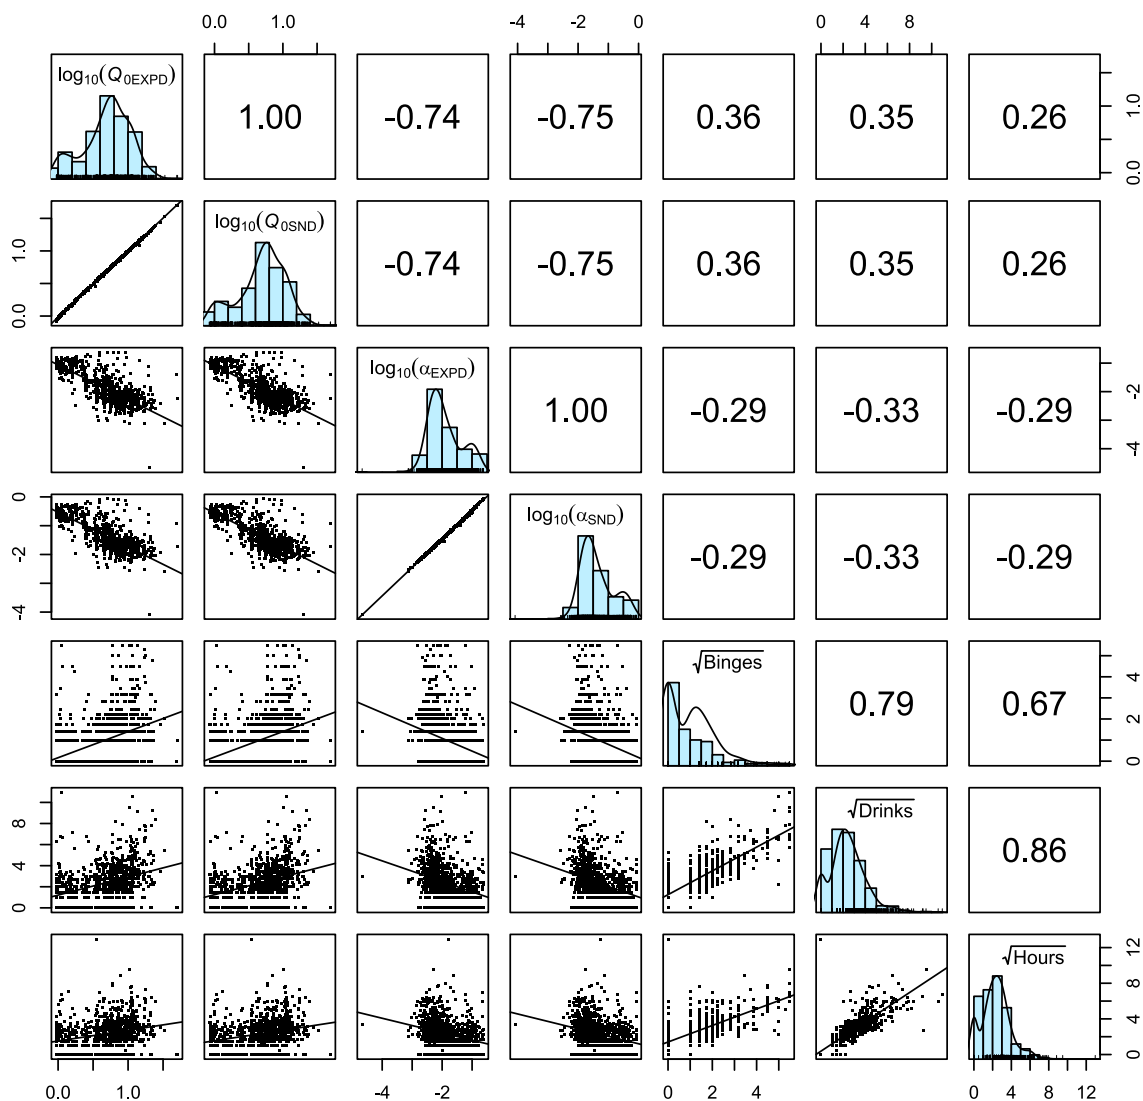 0.0 1.0 -4 -2 0 0 4 8
log10(Q0EXPD) 1.00 -0.74 -0.75 0.36 0.35 0.26 0.0 1.0
0.0 1.0 log10(Q0SND) -0.74 -0.75 0.36 0.35 0.26
log10(αEXPD) 1.00 -0.29 -0.33 -0.29 -4 -2
-4 -2 0 log10(αSND) -0.29 -0.33 -0.29
√Binges 0.79 0.67 0 2 4
0 4 8 √Drinks 0.86
√Hours 0 4 8 12
0.0 1.0 -4 -2 0 2 4 0 4 8 12